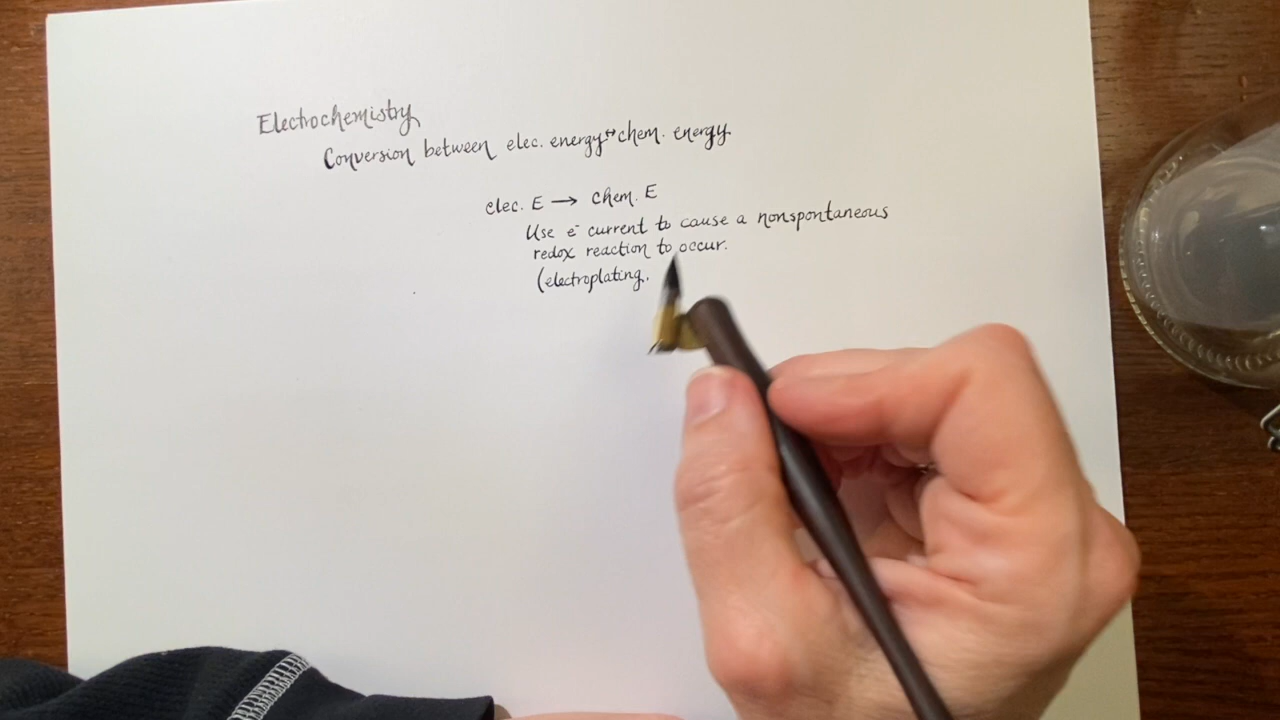 Electrochemistry
Conversion between elec. energy↔chem. energy
elec. E → chem. E
Use e⁻ current to cause a nonspontaneous
redox reaction to occur.
(electroplating,